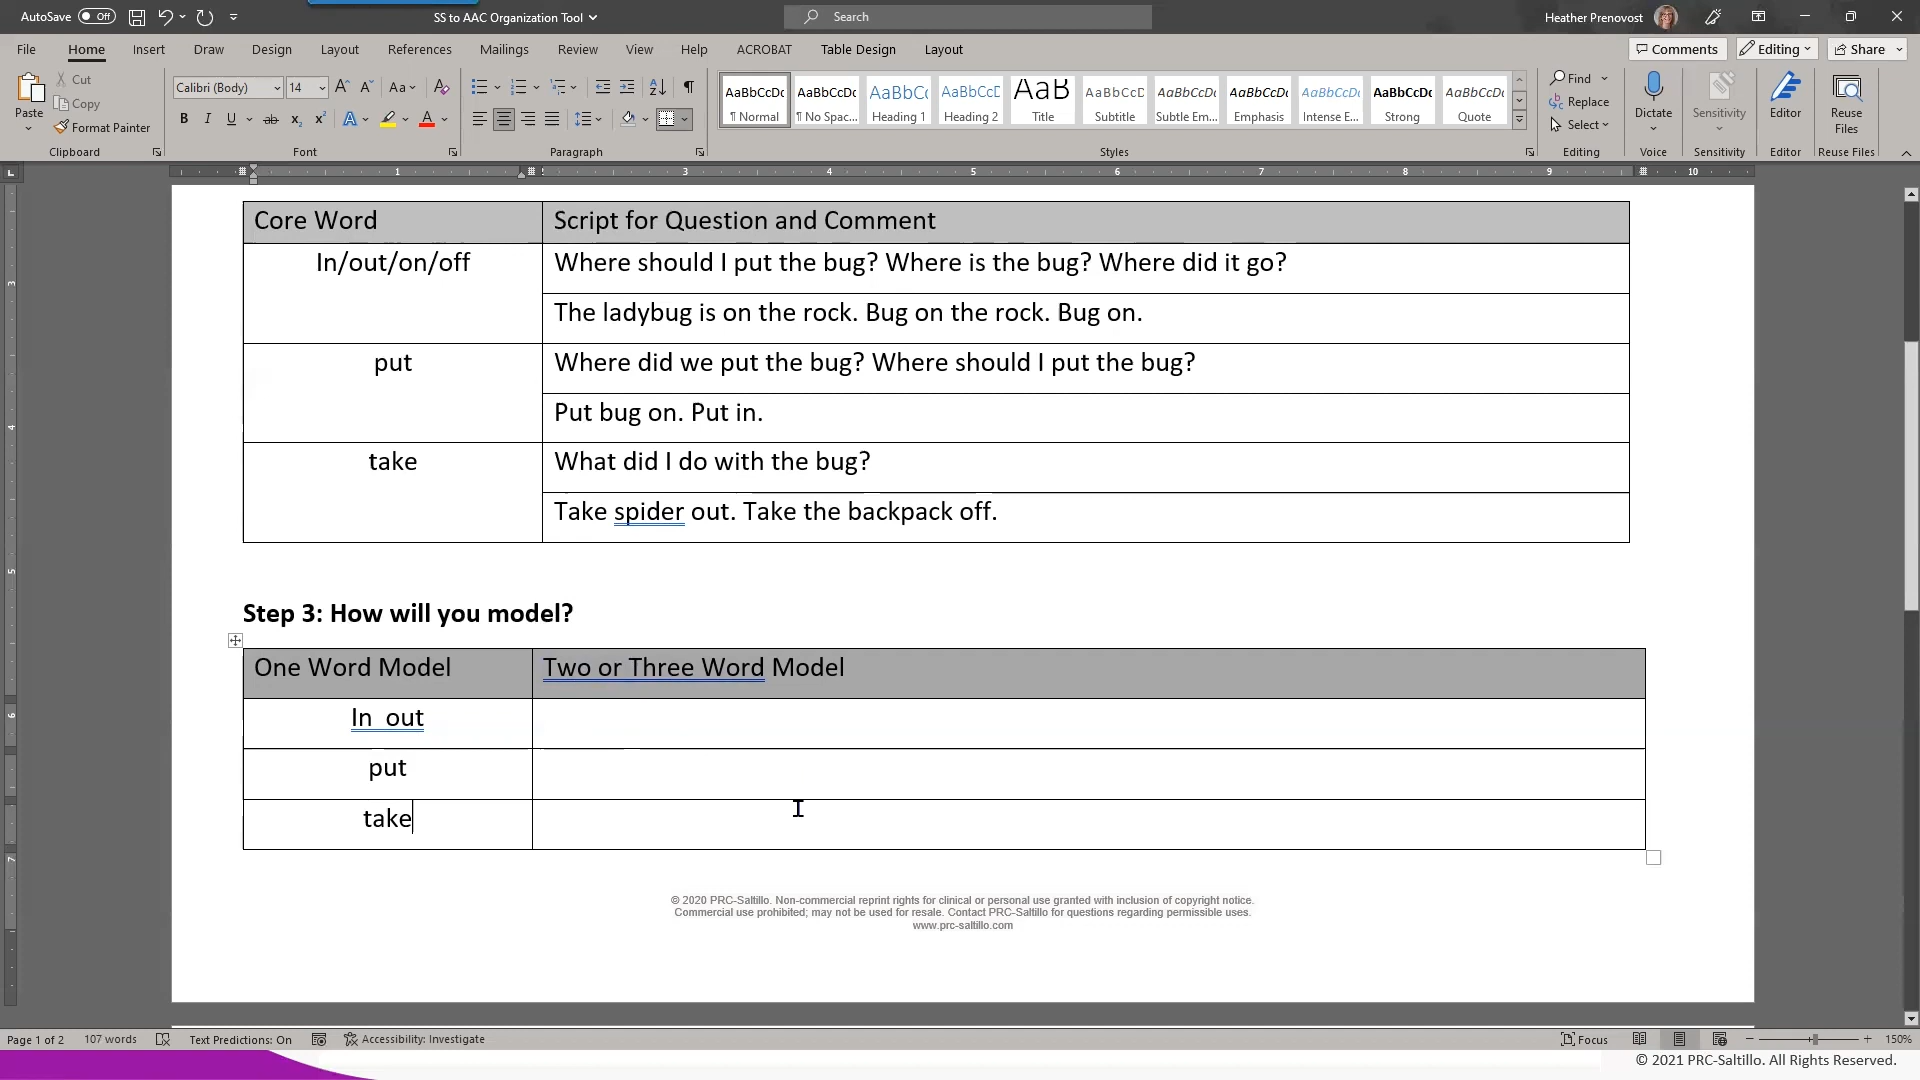 AutoSave Off SS to AAC Organization Tool Search Heather Prenovost
File Home Insert Draw Design Layout References Mailings Review View Help ACROBAT Table Design Layout Comments Editing Share
Paste Cut Copy Format Painter
Calibri (Body) 14
¶ Normal ¶ No Spac... Heading 1 Heading 2 Title Subtitle Subtle Em... Emphasis Intense E... Strong Quote
Find Replace Select Dictate Sensitivity Editor Reuse Files
Clipboard Font Paragraph Styles Editing Voice Sensitivity Editor Reuse Files
Core Word Script for Question and Comment
In/out/on/off Where should I put the bug? Where is the bug? Where did it go?
The ladybug is on the rock. Bug on the rock. Bug on.
put Where did we put the bug? Where should I put the bug?
Put bug on. Put in.
take What did I do with the bug?
Take spider out. Take the backpack off.
Step 3: How will you model?
One Word Model Two or Three Word Model
In out
put
take
© 2020 PRC-Saltillo. Non-commercial reprint rights for clinical or personal use granted with inclusion of copyright notice.
Commercial use prohibited; may not be used for resale. Contact PRC-Saltillo for questions regarding permissible uses.
www.prc-saltillo.com
Page 1 of 2 107 words Text Predictions: On Accessibility: Investigate Focus 150%
© 2021 PRC-Saltillo. All Rights Reserved.